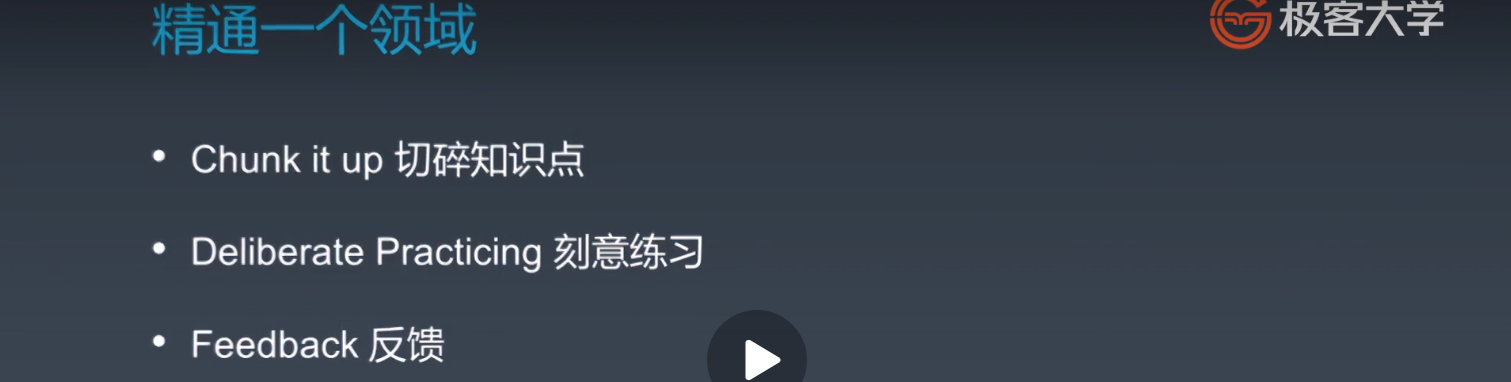 精通一个领域
极客大学
• Chunk it up 切碎知识点
• Deliberate Practicing 刻意练习
• Feedback 反馈